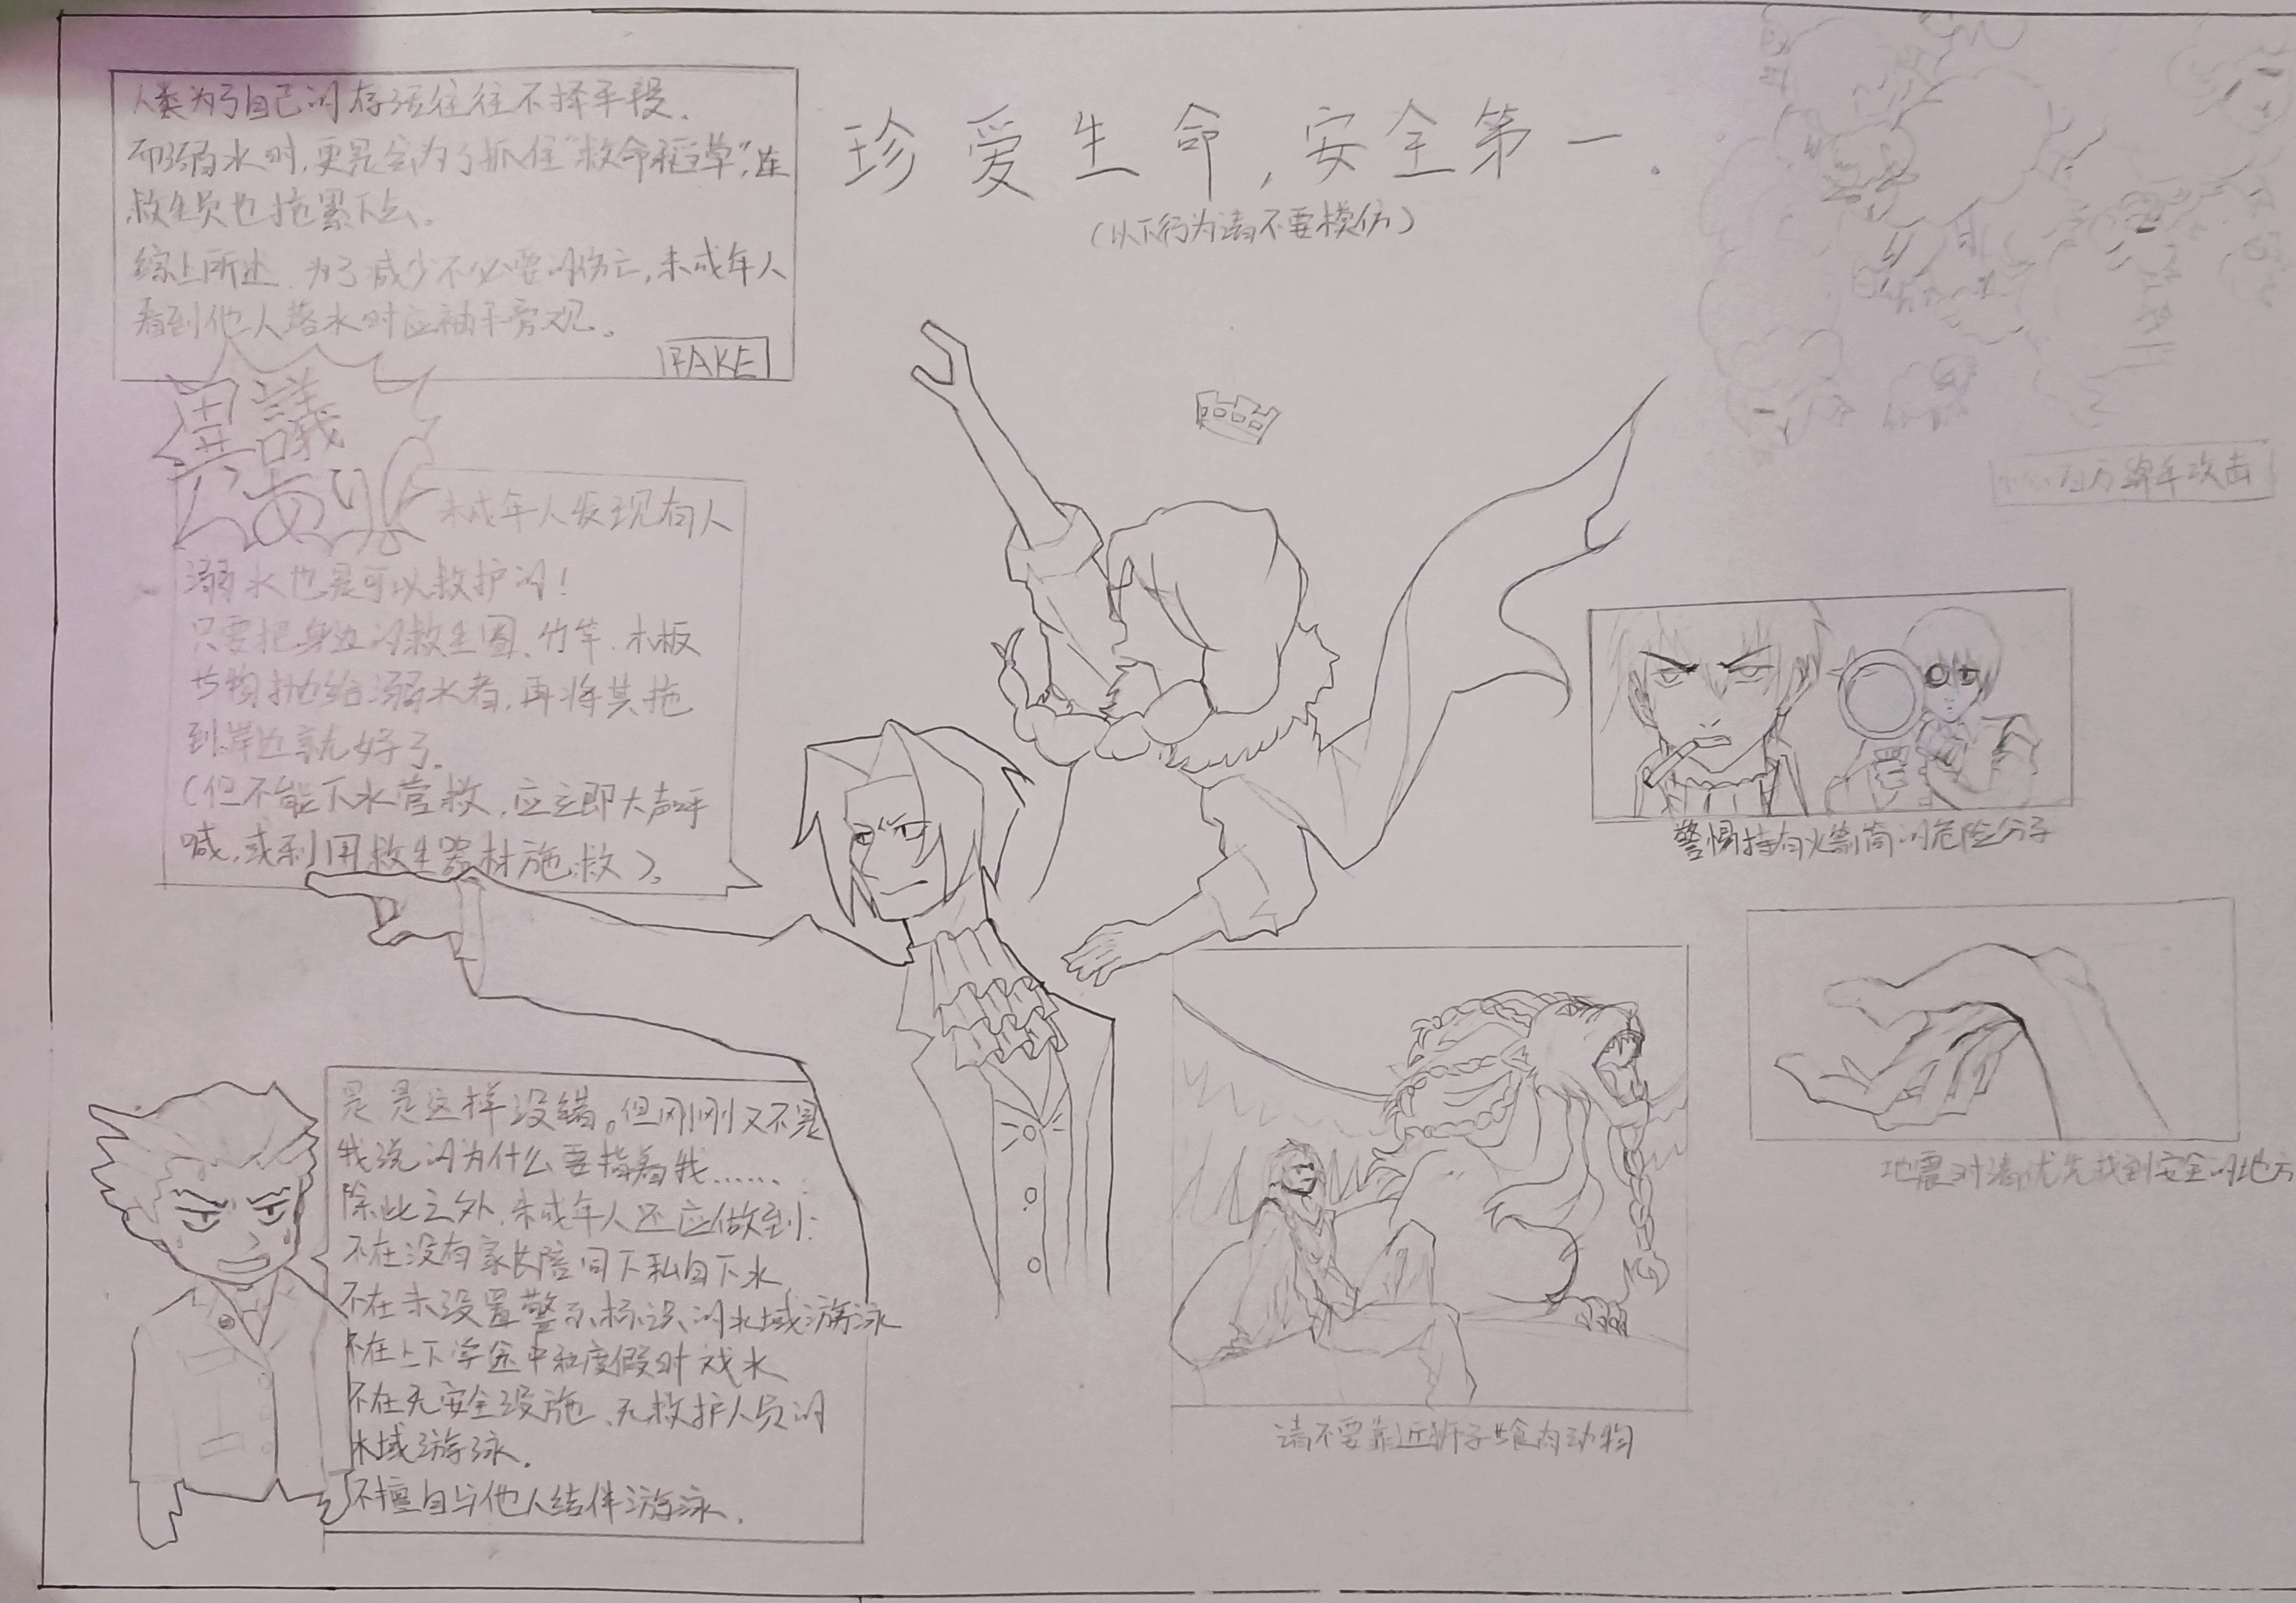 珍爱生命，安全第一.
（以下行为请不要模仿）
人类为了自己的存活往往不择手段.
而溺水时,更是会为了抓住“救命稻草”,连
救生员也拖累下去.
综上所述,为了减少不必要的伤亡,未成年人
看到他人落水时应袖手旁观。
FAKE
異議
あり!
未成年人发现有人
溺水也是可以救护的!
只要把身边的救生圈、竹竿、木板
等物抛给溺水者,再将其拖
到岸边就好了。
(但不能下水营救,应立即大声呼
喊,或利用救生器材施救)。
是是这样没错。但刚刚又不是
我说的为什么要指着我……
除此之外,未成年人还应做到:
不在没有家长陪同下私自下水
不在未设置警示标识的水域游泳
不在上下学途中和度假时戏水
不在无安全设施、无救护人员的
水域游泳.
不擅自与他人结伴游泳.
百万绵羊攻击
警惕持有火箭筒的危险分子
地震时请优先找到安全的地方
请不要靠近狮子等食肉动物